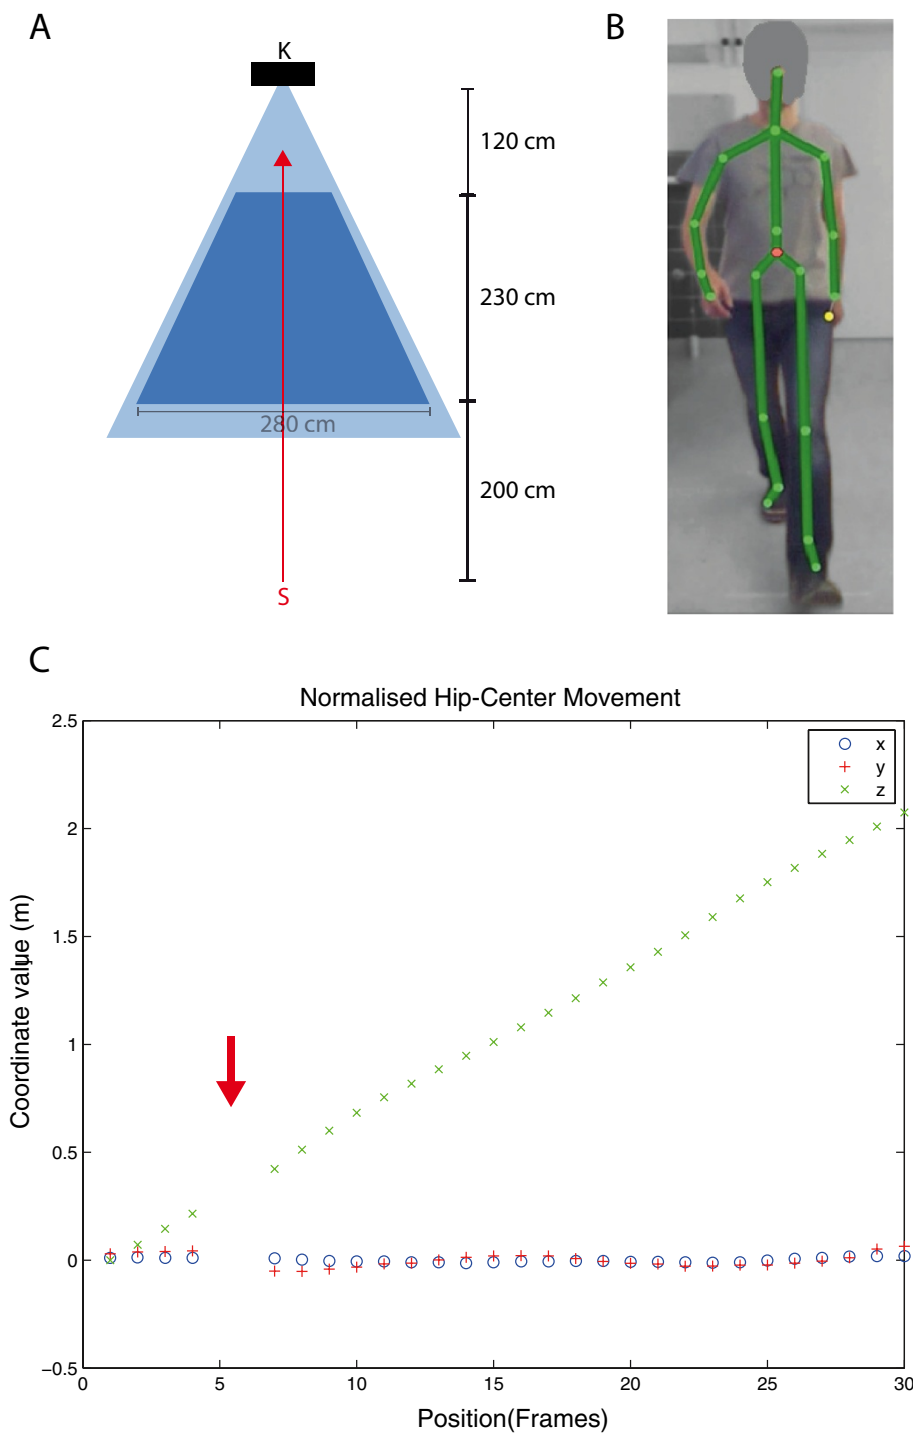 A
K
120 cm
230 cm
280 cm
200 cm
S
B
C
Normalised Hip-Center Movement
x
y
z
2.5
2
1.5
1
0.5
0
−0.5
Coordinate value (m)
0 5 10 15 20 25 30
Position(Frames)